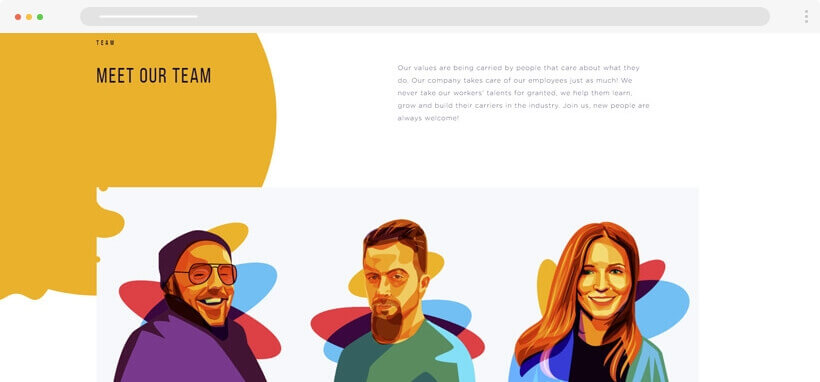 TEAM
MEET OUR TEAM
Our values are being carried by people that care about what they
do. Our company takes care of our employees just as much! We
never take our workers' talents for granted, we help them learn,
grow and build their carriers in the industry. Join us, new people are
always welcome!